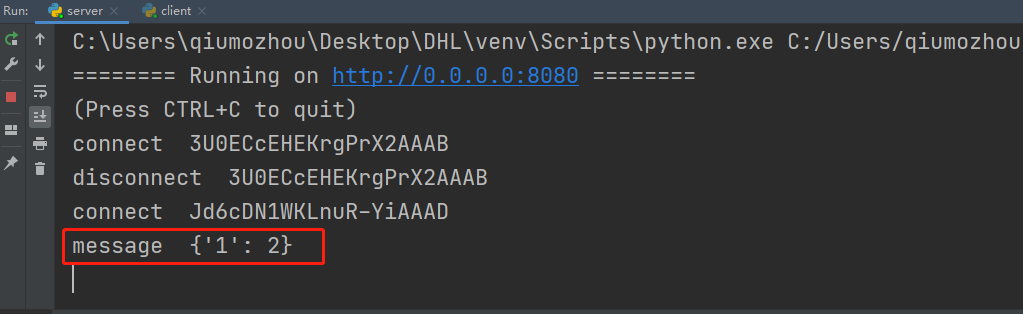 Run: server client
C:\Users\qiumozhou\Desktop\DHL\venv\Scripts\python.exe C:/Users/qiumozhou
======== Running on http://0.0.0.0:8080 ========
(Press CTRL+C to quit)
connect  3U0ECcEHEKrgPrX2AAAB
disconnect  3U0ECcEHEKrgPrX2AAAB
connect  Jd6cDN1WKLnuR-YiAAAD
message  {'1': 2}